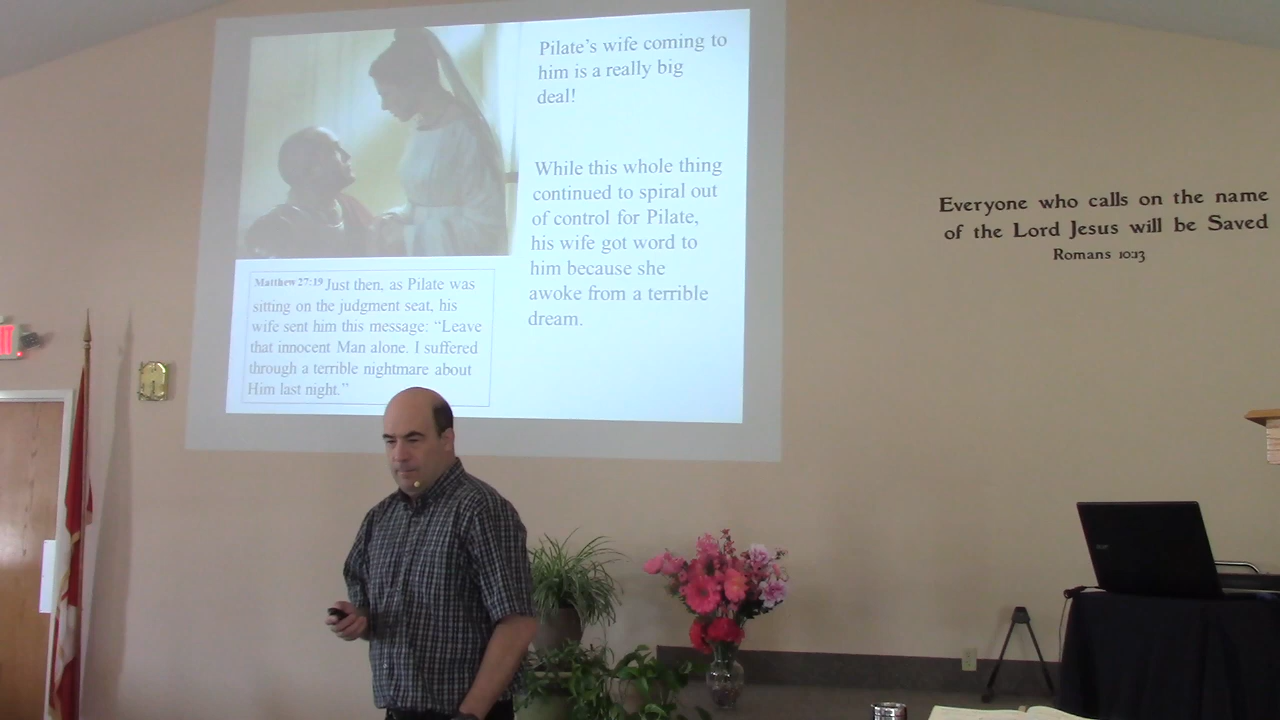 Pilate's wife coming to
him is a really big
deal!
While this whole thing
continued to spiral out
of control for Pilate,
his wife got word to
him because she
awoke from a terrible
dream.
Matthew 27:19 Just then, as Pilate was
sitting on the judgment seat, his
wife sent him this message: “Leave
that innocent Man alone. I suffered
through a terrible nightmare about
Him last night.”
Everyone who calls on the name
of the Lord Jesus will be Saved
Romans 10:13
acer